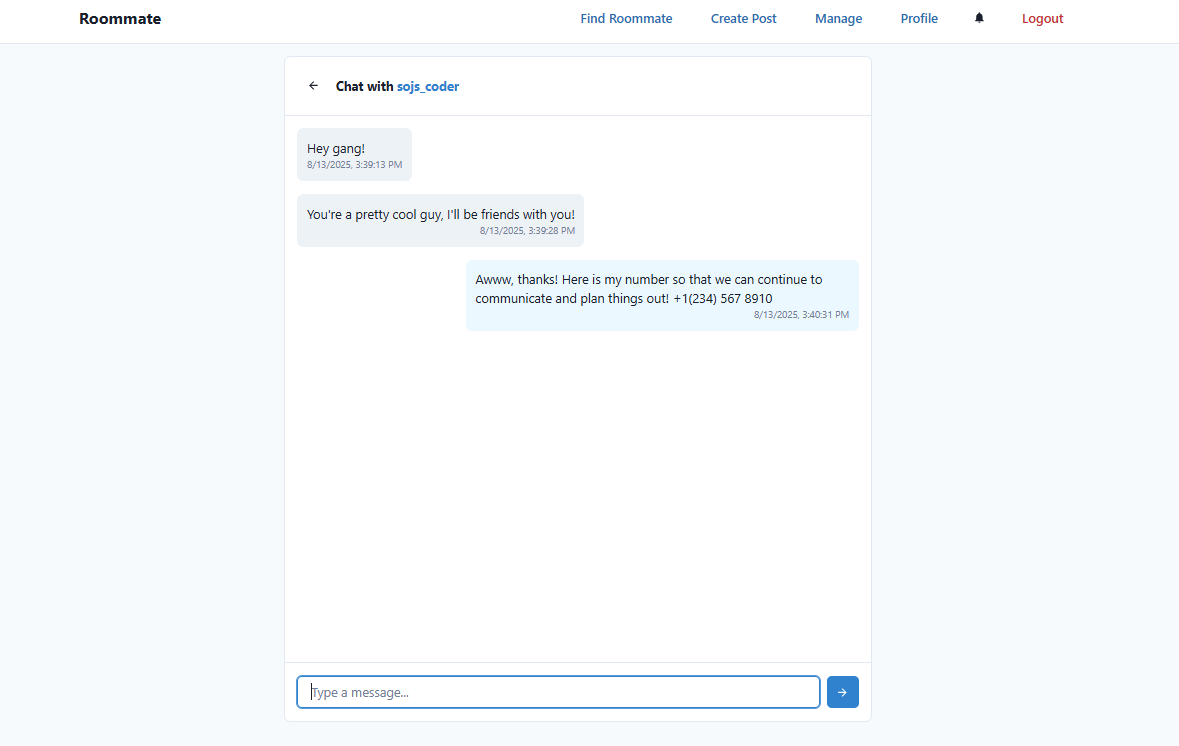 Roommate
Find Roommate
Create Post
Manage
Profile
Logout
Chat with sojs_coder
Hey gang!
8/13/2025, 3:39:13 PM
You're a pretty cool guy, I'll be friends with you!
8/13/2025, 3:39:28 PM
Awww, thanks! Here is my number so that we can continue to
communicate and plan things out! +1(234) 567 8910
8/13/2025, 3:40:31 PM
Type a message...